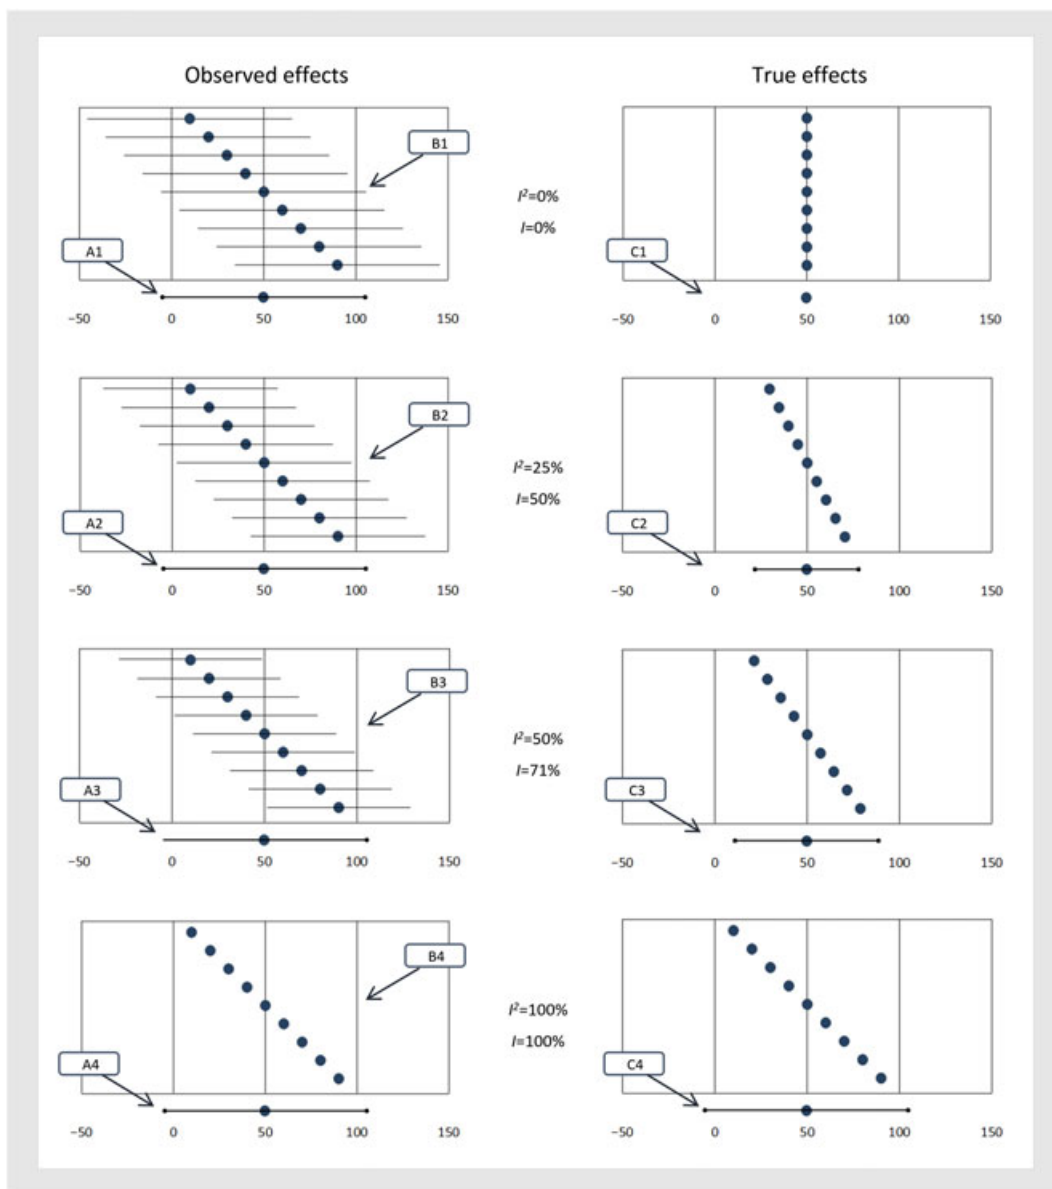 Observed effects
True effects
B1
I²=0%
I=0%
A1
C1
−50 0 50 100 150
−50 0 50 100 150
B2
I²=25%
I=50%
A2
C2
−50 0 50 100 150
−50 0 50 100 150
B3
I²=50%
I=71%
A3
C3
−50 0 50 100 150
−50 0 50 100 150
B4
I²=100%
I=100%
A4
C4
−50 0 50 100 150
−50 0 50 100 150